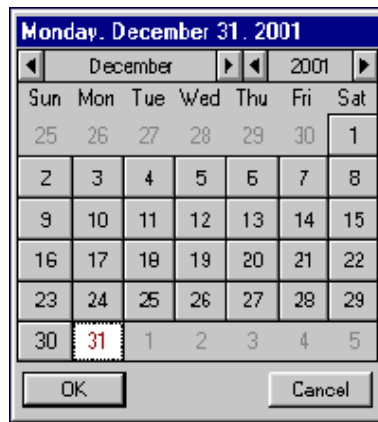 Monday, December 31, 2001
December 2001
Sun Mon Tue Wed Thu Fri Sat
25 26 27 28 29 30 1
2 3 4 5 6 7 8
9 10 11 12 13 14 15
16 17 18 19 20 21 22
23 24 25 26 27 28 29
30 31 1 2 3 4 5
OK Cancel